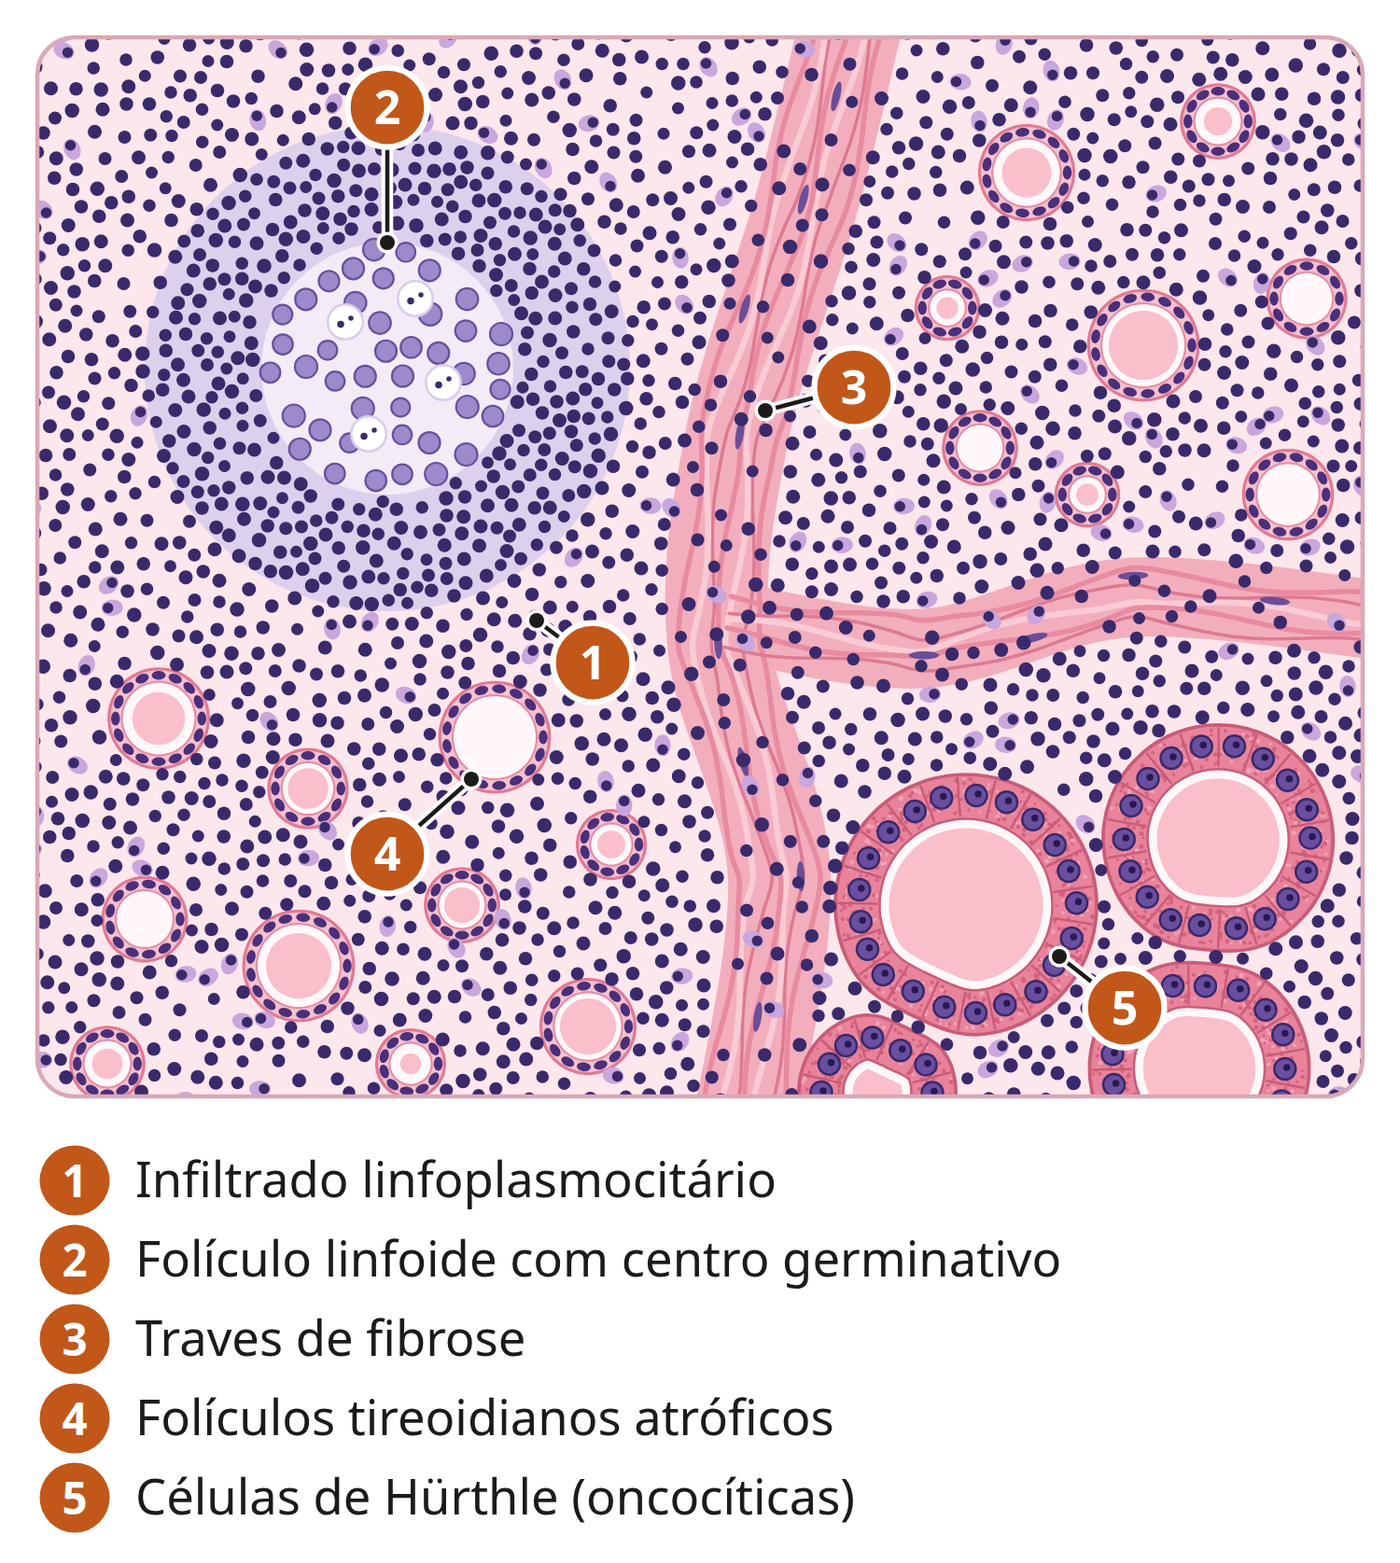 2
3
1
4
5
1 Infiltrado linfoplasmocitário
2 Folículo linfoide com centro germinativo
3 Traves de fibrose
4 Folículos tireoidianos atróficos
5 Células de Hürthle (oncocíticas)